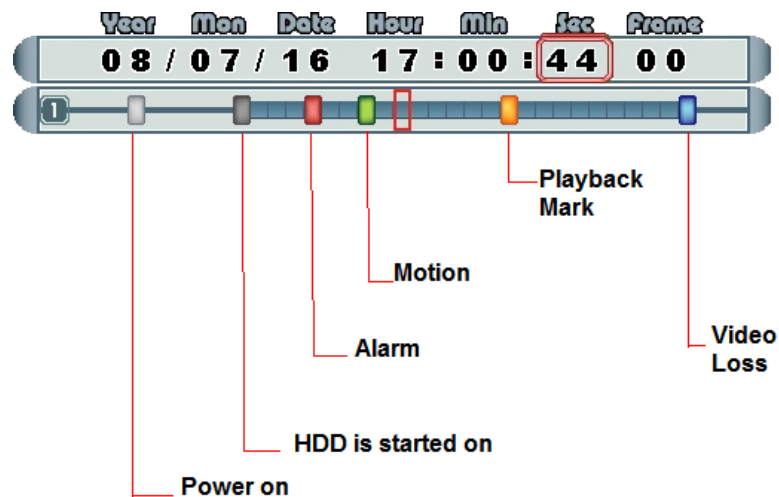 Year Mon Date Hour Min Sec Frame
08/07/16 17:00:44 00
1
Playback
Mark
Motion
Video
Loss
Alarm
HDD is started on
Power on